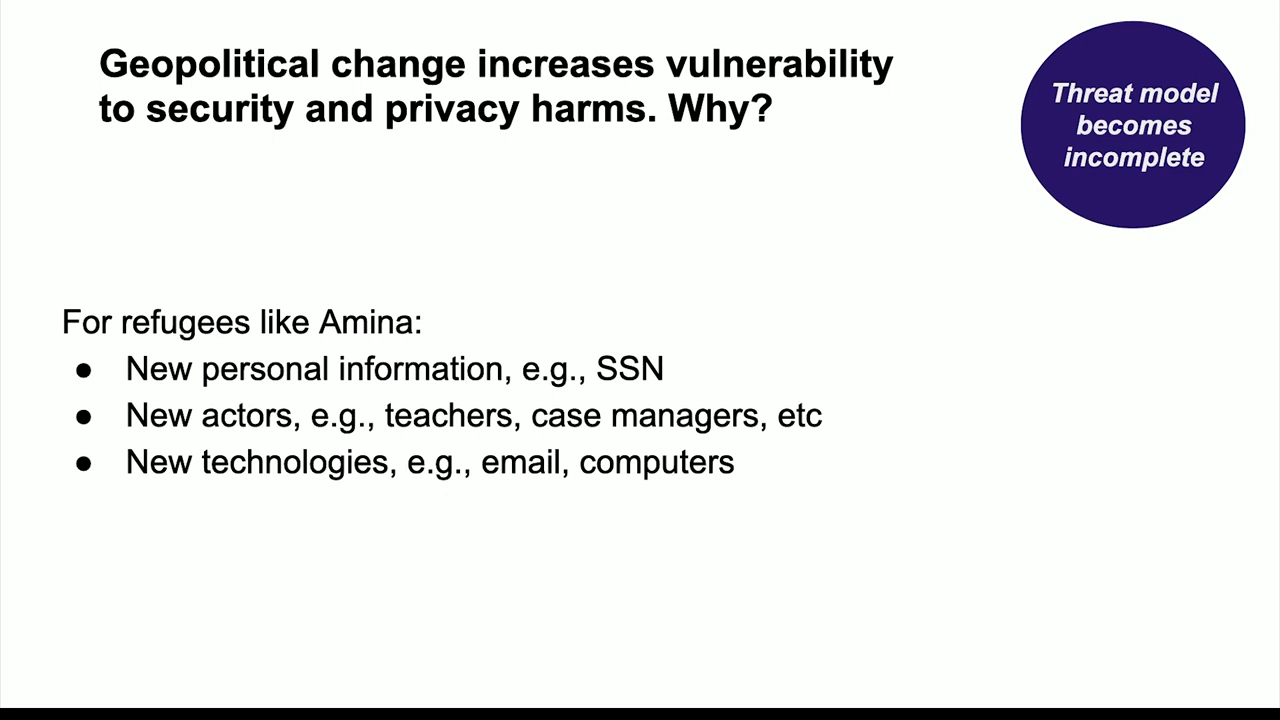 Geopolitical change increases vulnerability
to security and privacy harms. Why?
Threat model
becomes
incomplete
For refugees like Amina:
● New personal information, e.g., SSN
● New actors, e.g., teachers, case managers, etc
● New technologies, e.g., email, computers